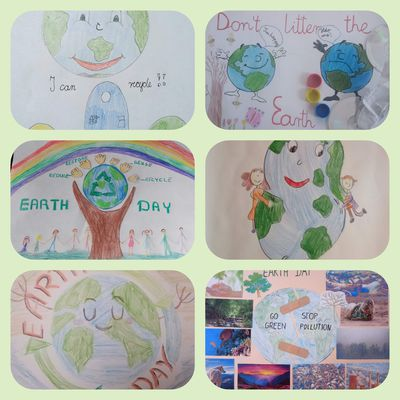 I can recycle !!
Don't litter the
Earth
REDUCE
REUSE
RECYCLE
EARTH DAY
EARTH
DAY
EARTH DAY
GO STOP
GREEN POLLUTION